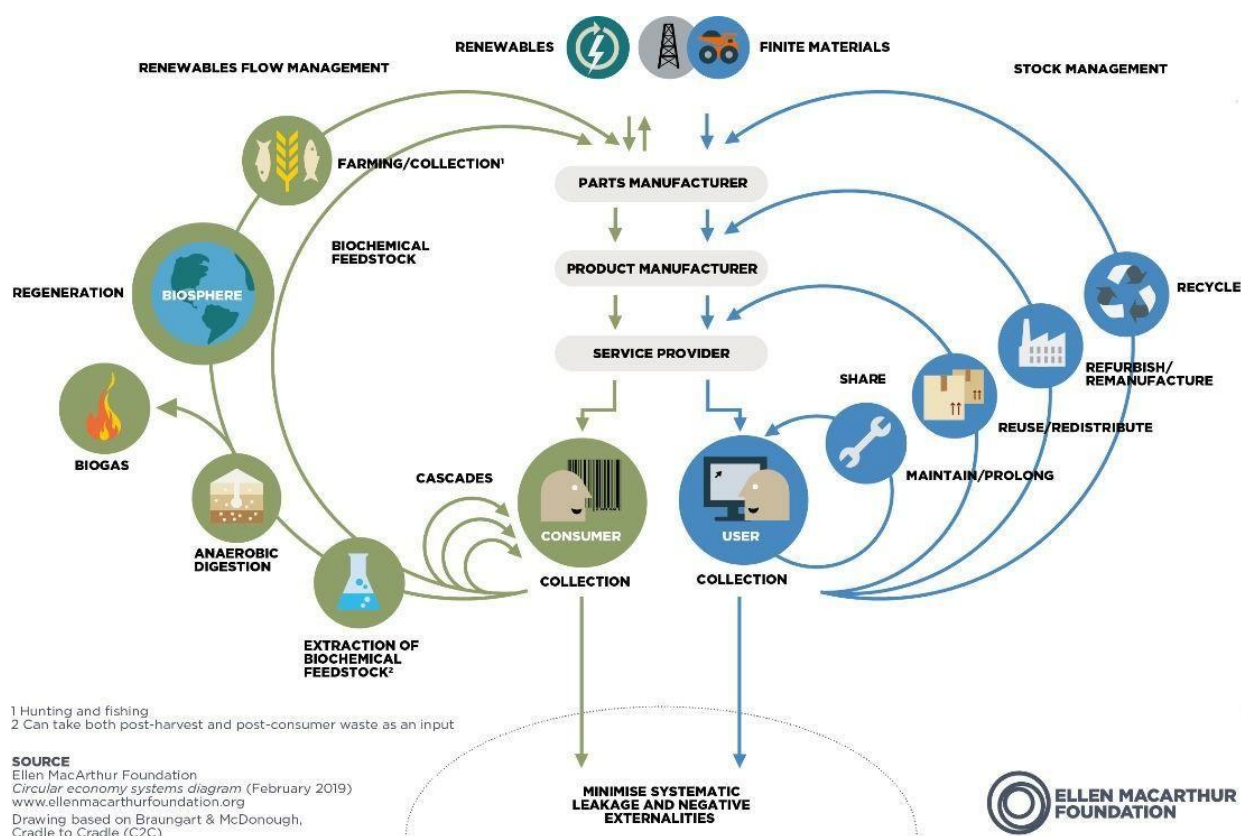 RENEWABLES
FINITE MATERIALS
RENEWABLES FLOW MANAGEMENT
STOCK MANAGEMENT
FARMING/COLLECTION¹
PARTS MANUFACTURER
BIOCHEMICAL
FEEDSTOCK
PRODUCT MANUFACTURER
REGENERATION
BIOSPHERE
RECYCLE
SERVICE PROVIDER
SHARE
REFURBISH/
REMANUFACTURE
REUSE/REDISTRIBUTE
BIOGAS
CASCADES
MAINTAIN/PROLONG
CONSUMER
USER
ANAEROBIC
DIGESTION
COLLECTION
COLLECTION
EXTRACTION OF
BIOCHEMICAL
FEEDSTOCK²
1 Hunting and fishing
2 Can take both post-harvest and post-consumer waste as an input
SOURCE
Ellen MacArthur Foundation
Circular economy systems diagram (February 2019)
www.ellenmacarthurfoundation.org
Drawing based on Braungart & McDonough,
Cradle to Cradle (C2C)
MINIMISE SYSTEMATIC
LEAKAGE AND NEGATIVE
EXTERNALITIES
ELLEN MACARTHUR
FOUNDATION